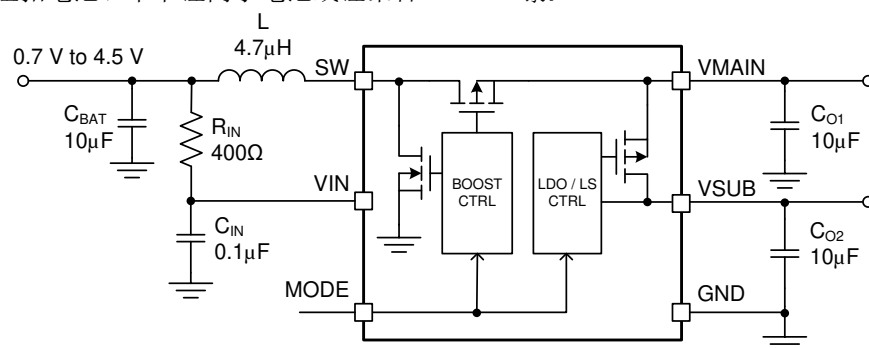 L
4.7µH
0.7 V to 4.5 V
SW
VMAIN
CBAT
10µF
RIN
400Ω
CO1
10µF
BOOST
CTRL
LDO / LS
CTRL
VIN
VSUB
CIN
0.1µF
CO2
10µF
MODE
GND